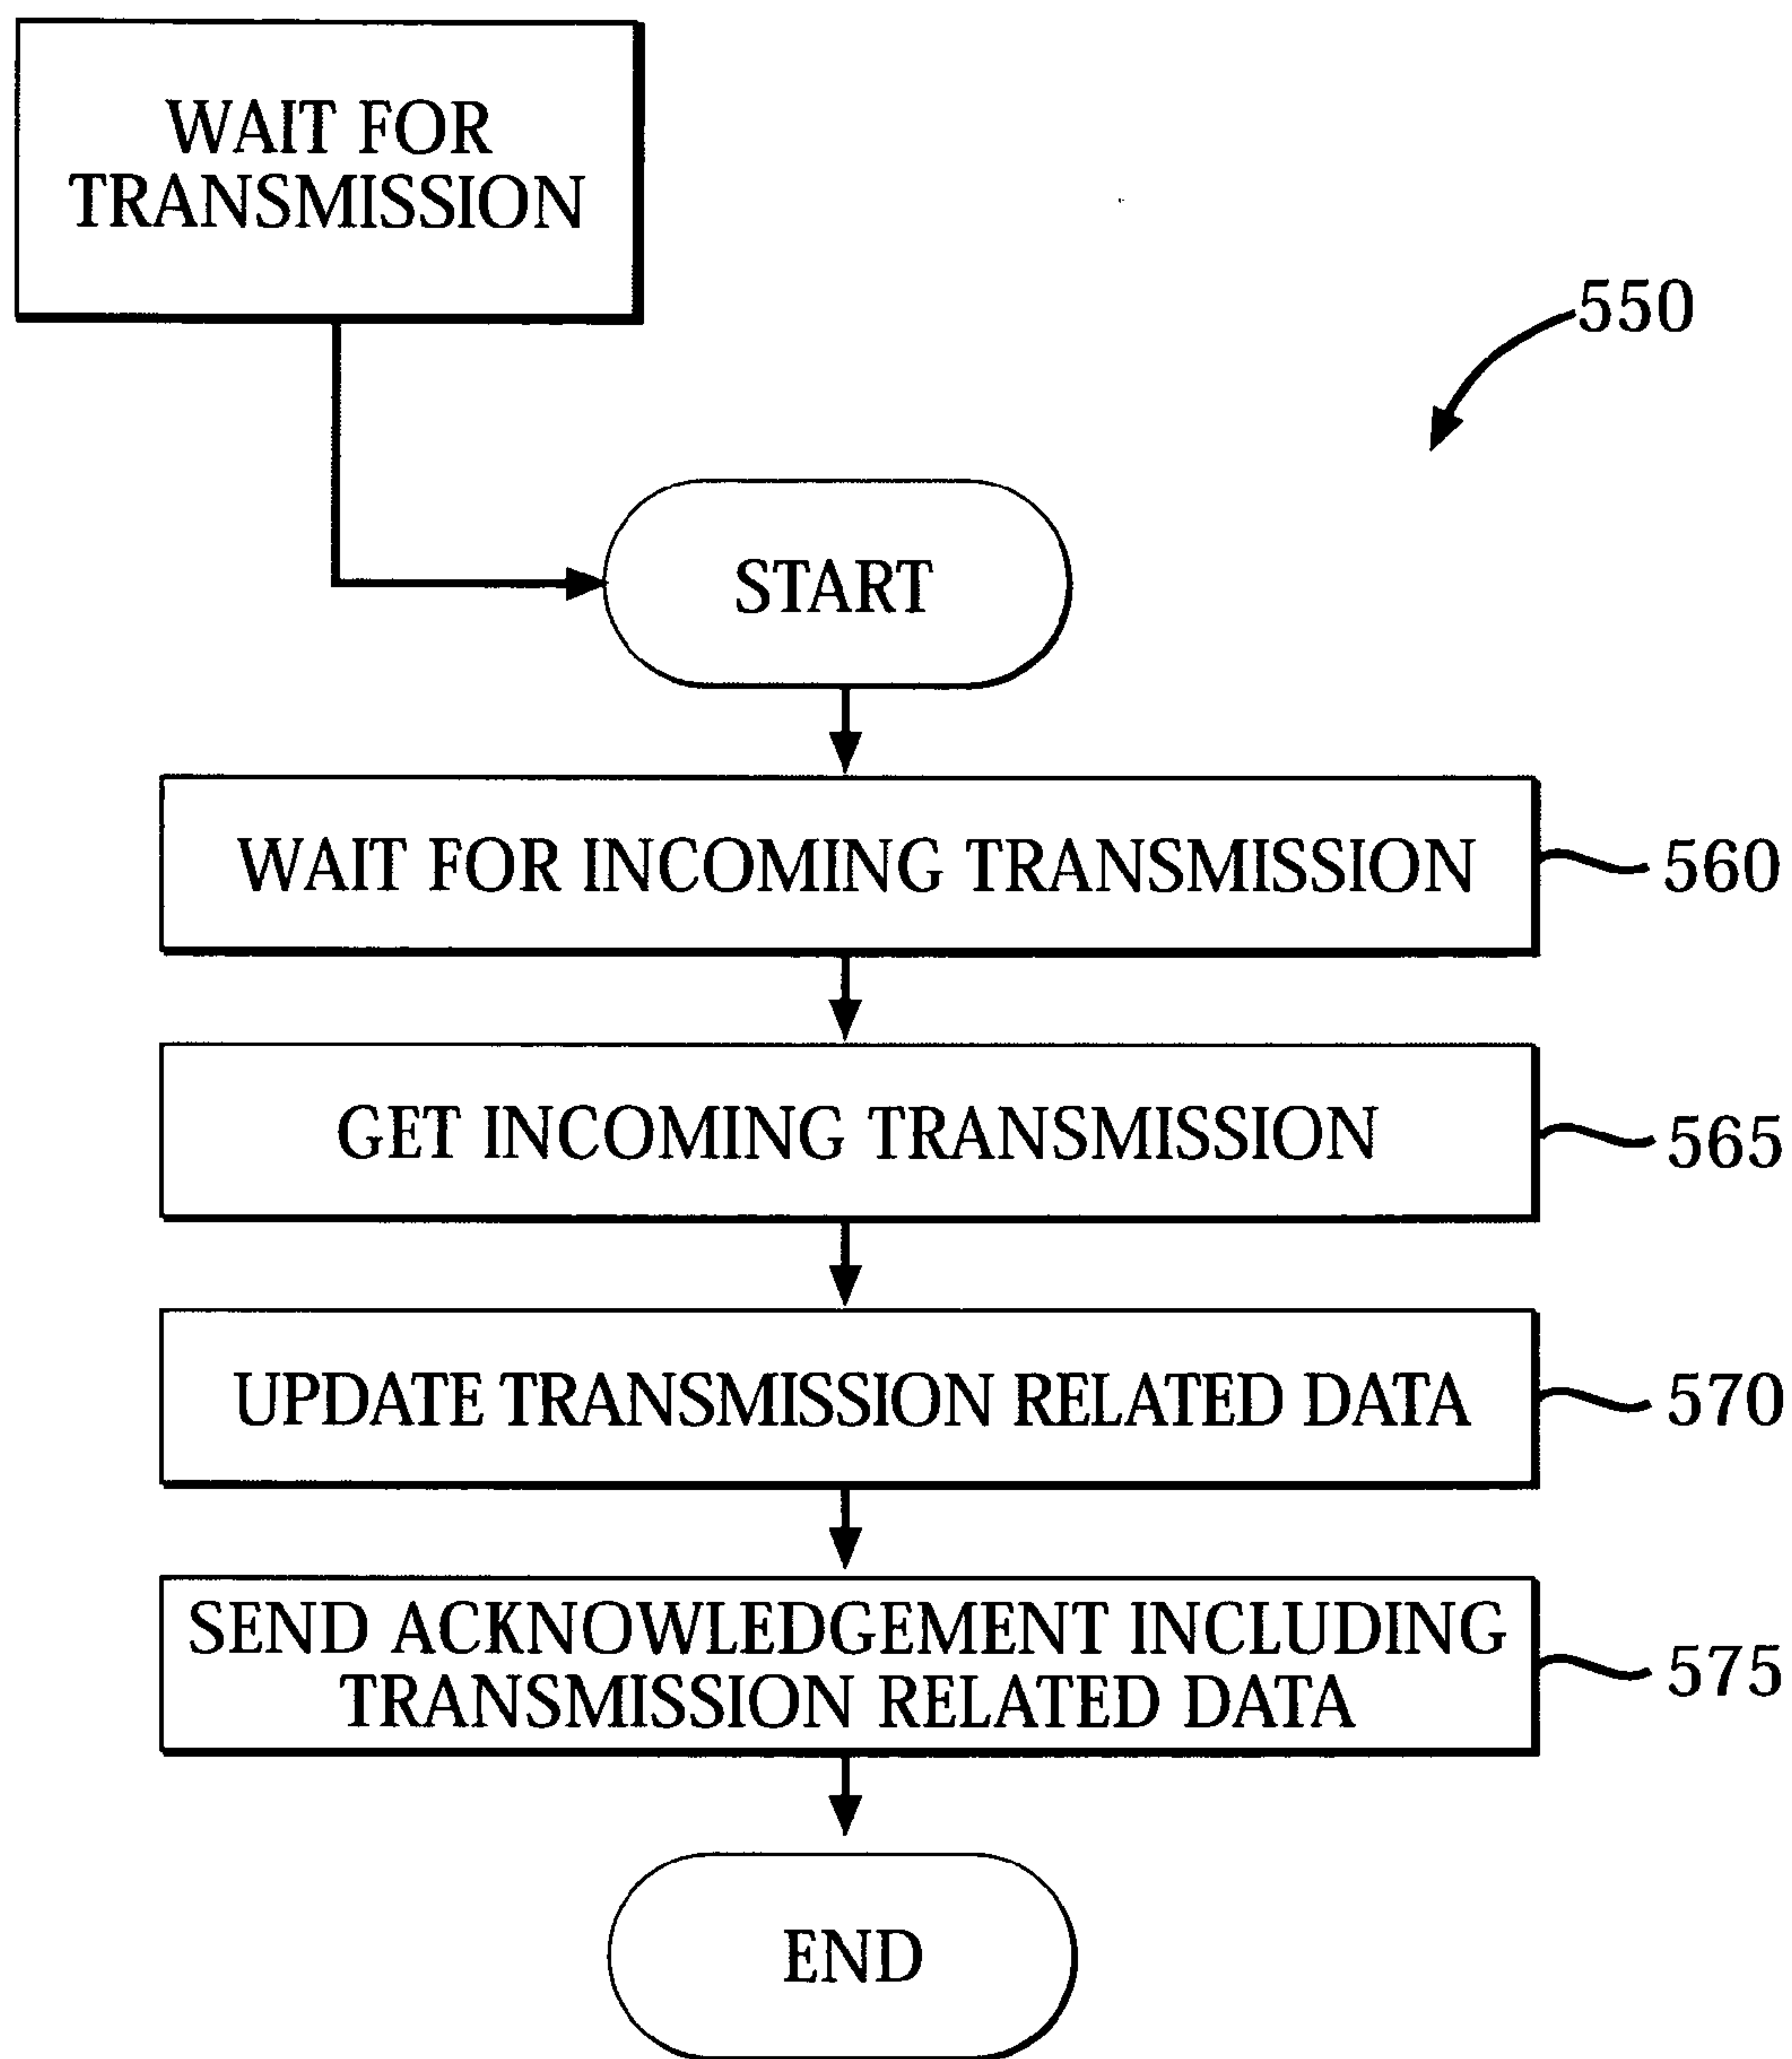 WAIT FOR
TRANSMISSION
550
START
WAIT FOR INCOMING TRANSMISSION
560
GET INCOMING TRANSMISSION
565
UPDATE TRANSMISSION RELATED DATA
570
SEND ACKNOWLEDGEMENT INCLUDING
TRANSMISSION RELATED DATA
575
END